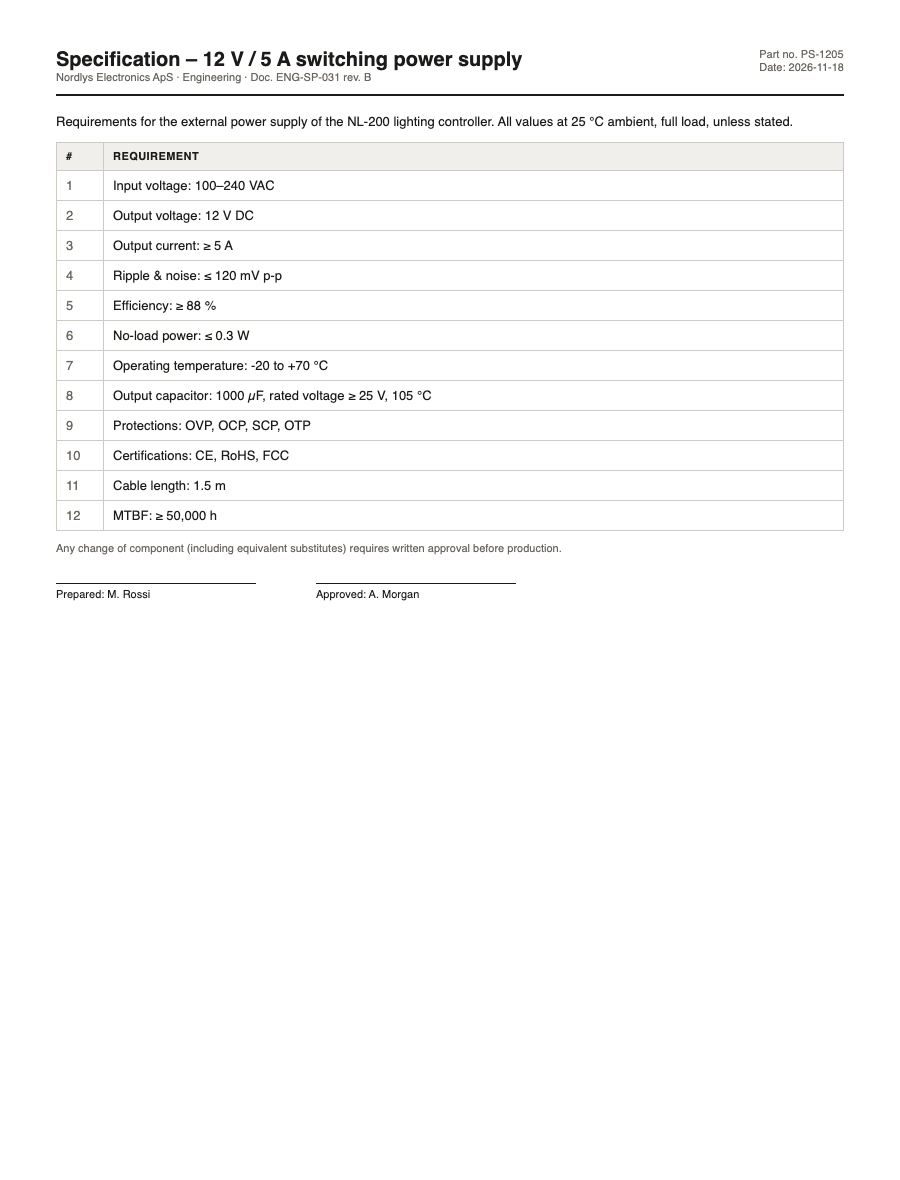 Specification – 12 V / 5 A switching power supply
Nordlys Electronics ApS · Engineering · Doc. ENG-SP-031 rev. B
Part no. PS-1205
Date: 2026-11-18
Requirements for the external power supply of the NL-200 lighting controller. All values at 25 °C ambient, full load, unless stated.
# REQUIREMENT
1 Input voltage: 100–240 VAC
2 Output voltage: 12 V DC
3 Output current: ≥ 5 A
4 Ripple & noise: ≤ 120 mV p-p
5 Efficiency: ≥ 88 %
6 No-load power: ≤ 0.3 W
7 Operating temperature: -20 to +70 °C
8 Output capacitor: 1000 µF, rated voltage ≥ 25 V, 105 °C
9 Protections: OVP, OCP, SCP, OTP
10 Certifications: CE, RoHS, FCC
11 Cable length: 1.5 m
12 MTBF: ≥ 50,000 h
Any change of component (including equivalent substitutes) requires written approval before production.
Prepared: M. Rossi
Approved: A. Morgan